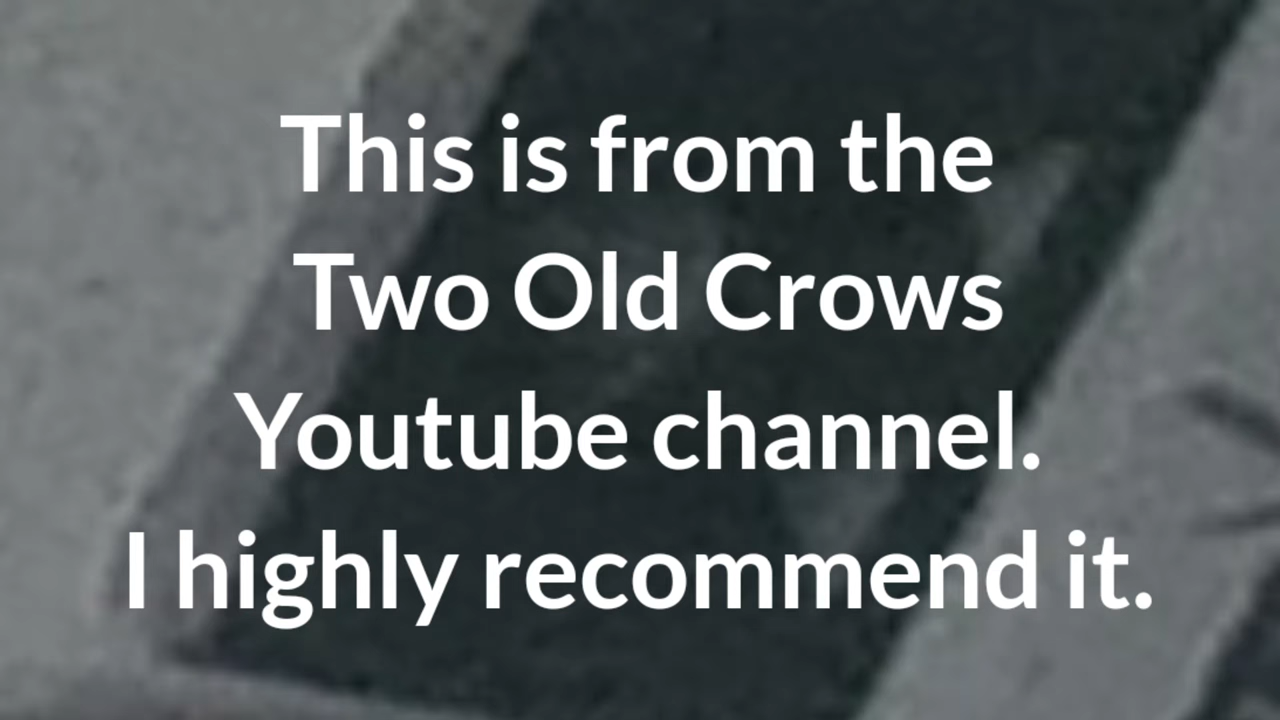 This is from the
Two Old Crows
Youtube channel.
I highly recommend it.